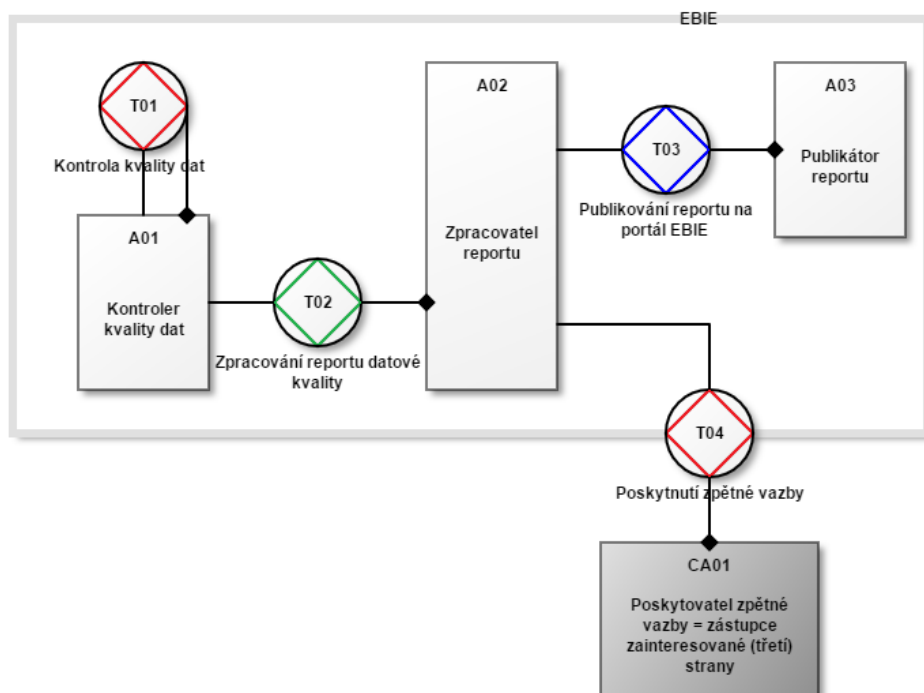 EBIE
T01
Kontrola kvality dat
A01
Kontroler
kvality dat
T02
Zpracování reportu datové
kvality
A02
Zpracovatel
reportu
T03
Publikování reportu na
portál EBIE
A03
Publikátor
reportu
T04
Poskytnutí zpětné vazby
CA01
Poskytovatel zpětné
vazby = zástupce
zainteresované (třetí)
strany